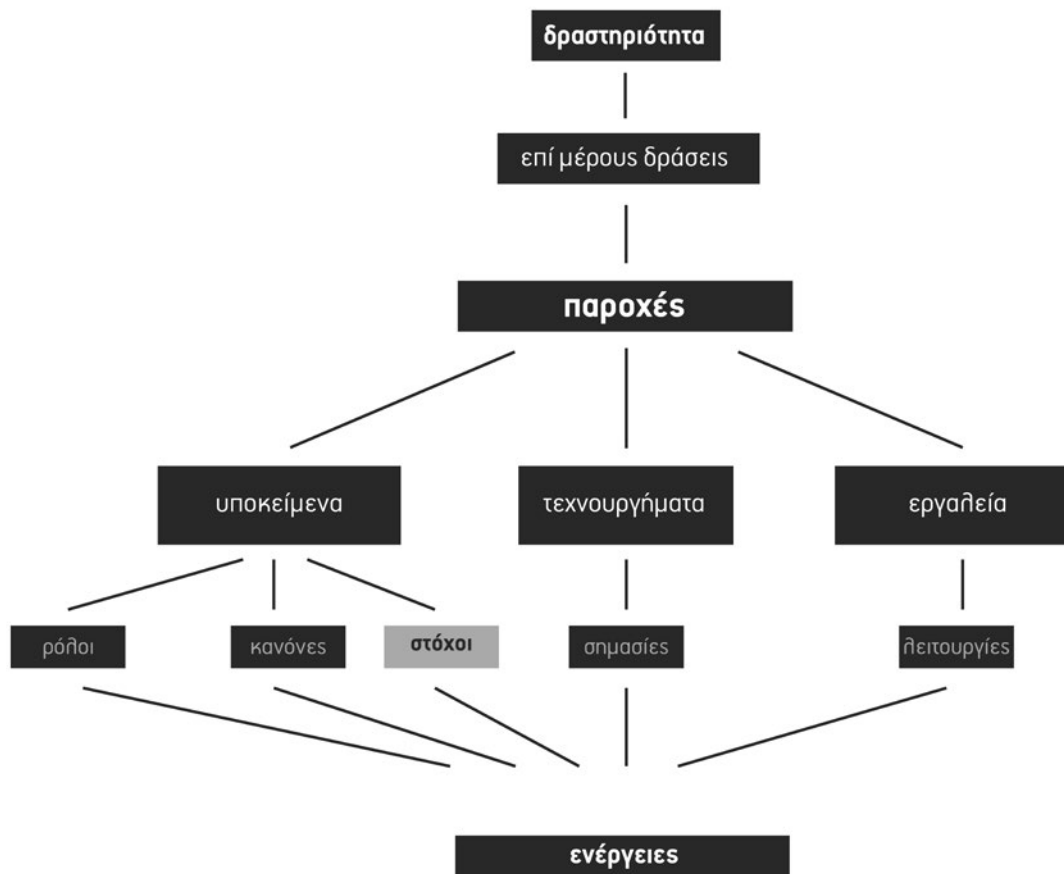 δραστηριότητα
επί μέρους δράσεις
παροχές
υποκείμενα
τεχνουργήματα
εργαλεία
ρόλοι
κανόνες
στόχοι
σημασίες
λειτουργίες
ενέργειες